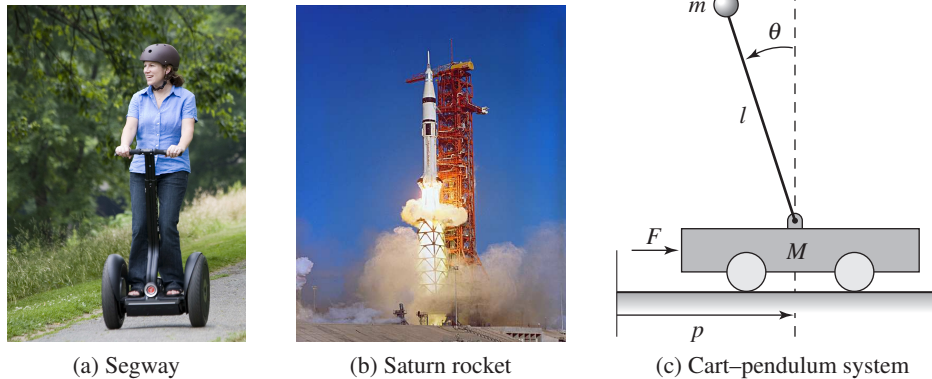 m
θ
l
F
M
p
(a) Segway
(b) Saturn rocket
(c) Cart–pendulum system